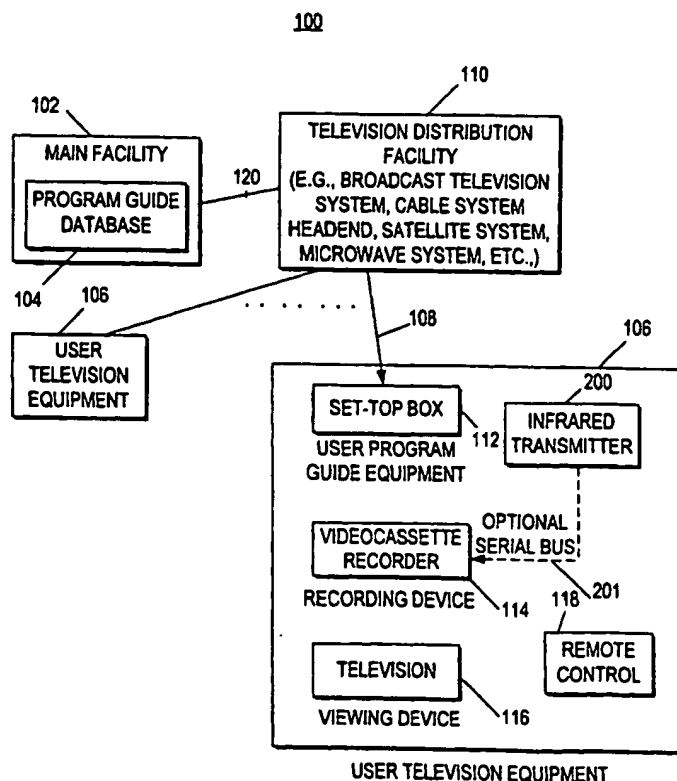 100
110
102
MAIN FACILITY
PROGRAM GUIDE
DATABASE
120
TELEVISION DISTRIBUTION
FACILITY
(E.G., BROADCAST TELEVISION
SYSTEM, CABLE SYSTEM
HEADEND, SATELLITE SYSTEM,
MICROWAVE SYSTEM, ETC.,)
104
106
USER
TELEVISION
EQUIPMENT
108
106
200
SET-TOP BOX
112
USER PROGRAM
GUIDE EQUIPMENT
INFRARED
TRANSMITTER
OPTIONAL
SERIAL BUS
VIDEOCASSETTE
RECORDER
RECORDING DEVICE
114
201
118
REMOTE
CONTROL
TELEVISION
VIEWING DEVICE
116
USER TELEVISION EQUIPMENT